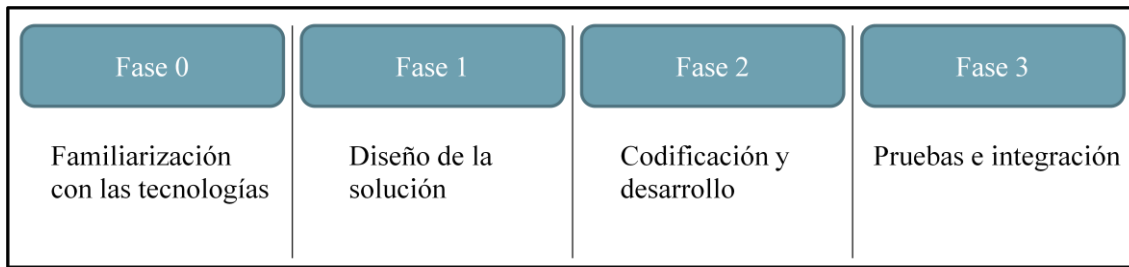 Fase 0
Familiarización
con las tecnologías
Fase 1
Diseño de la
solución
Fase 2
Codificación y
desarrollo
Fase 3
Pruebas e integración